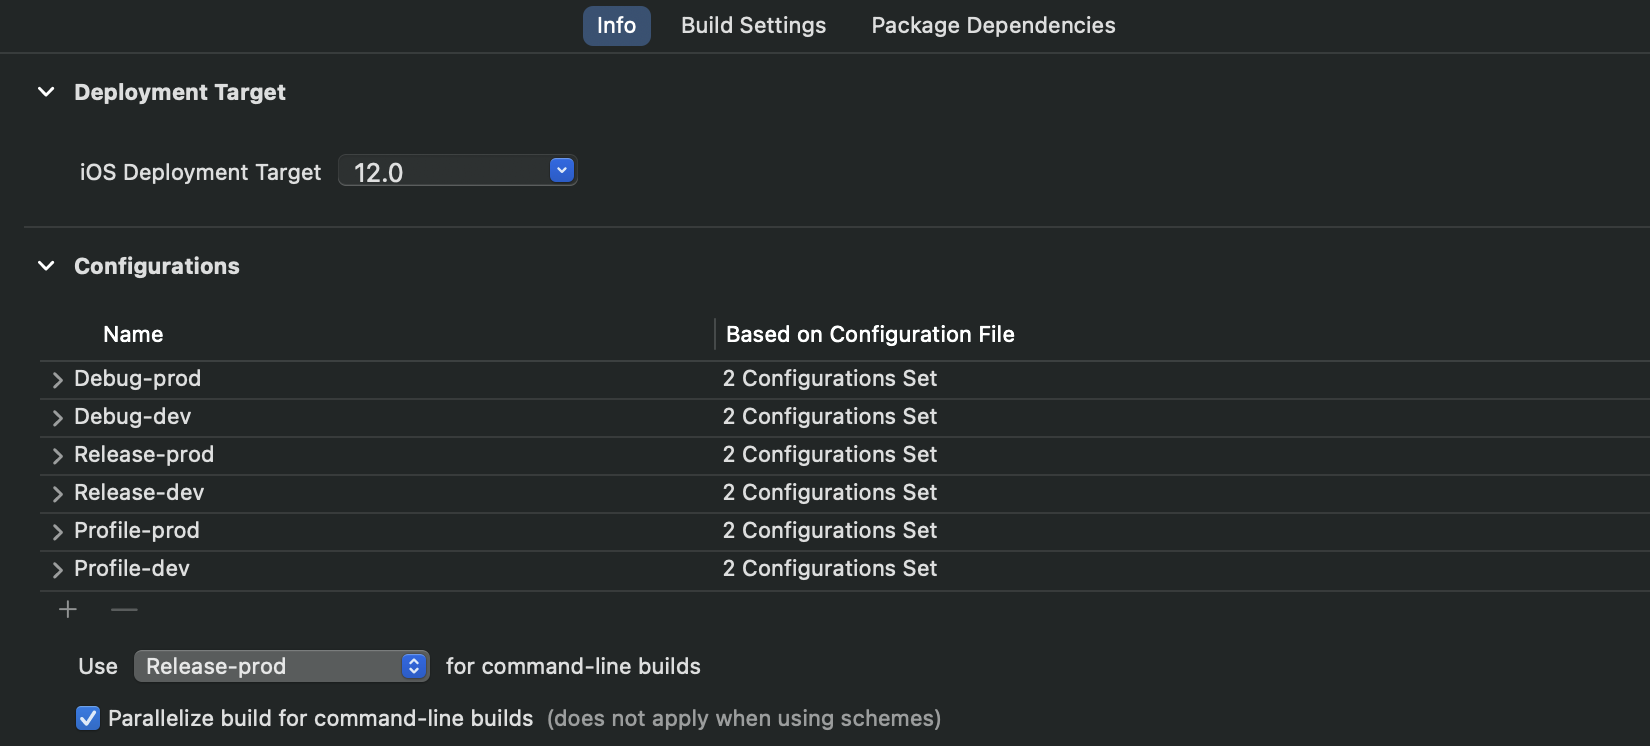 Info Build Settings Package Dependencies
Deployment Target
iOS Deployment Target 12.0
Configurations
Name Based on Configuration File
Debug-prod 2 Configurations Set
Debug-dev 2 Configurations Set
Release-prod 2 Configurations Set
Release-dev 2 Configurations Set
Profile-prod 2 Configurations Set
Profile-dev 2 Configurations Set
Use Release-prod for command-line builds
Parallelize build for command-line builds (does not apply when using schemes)